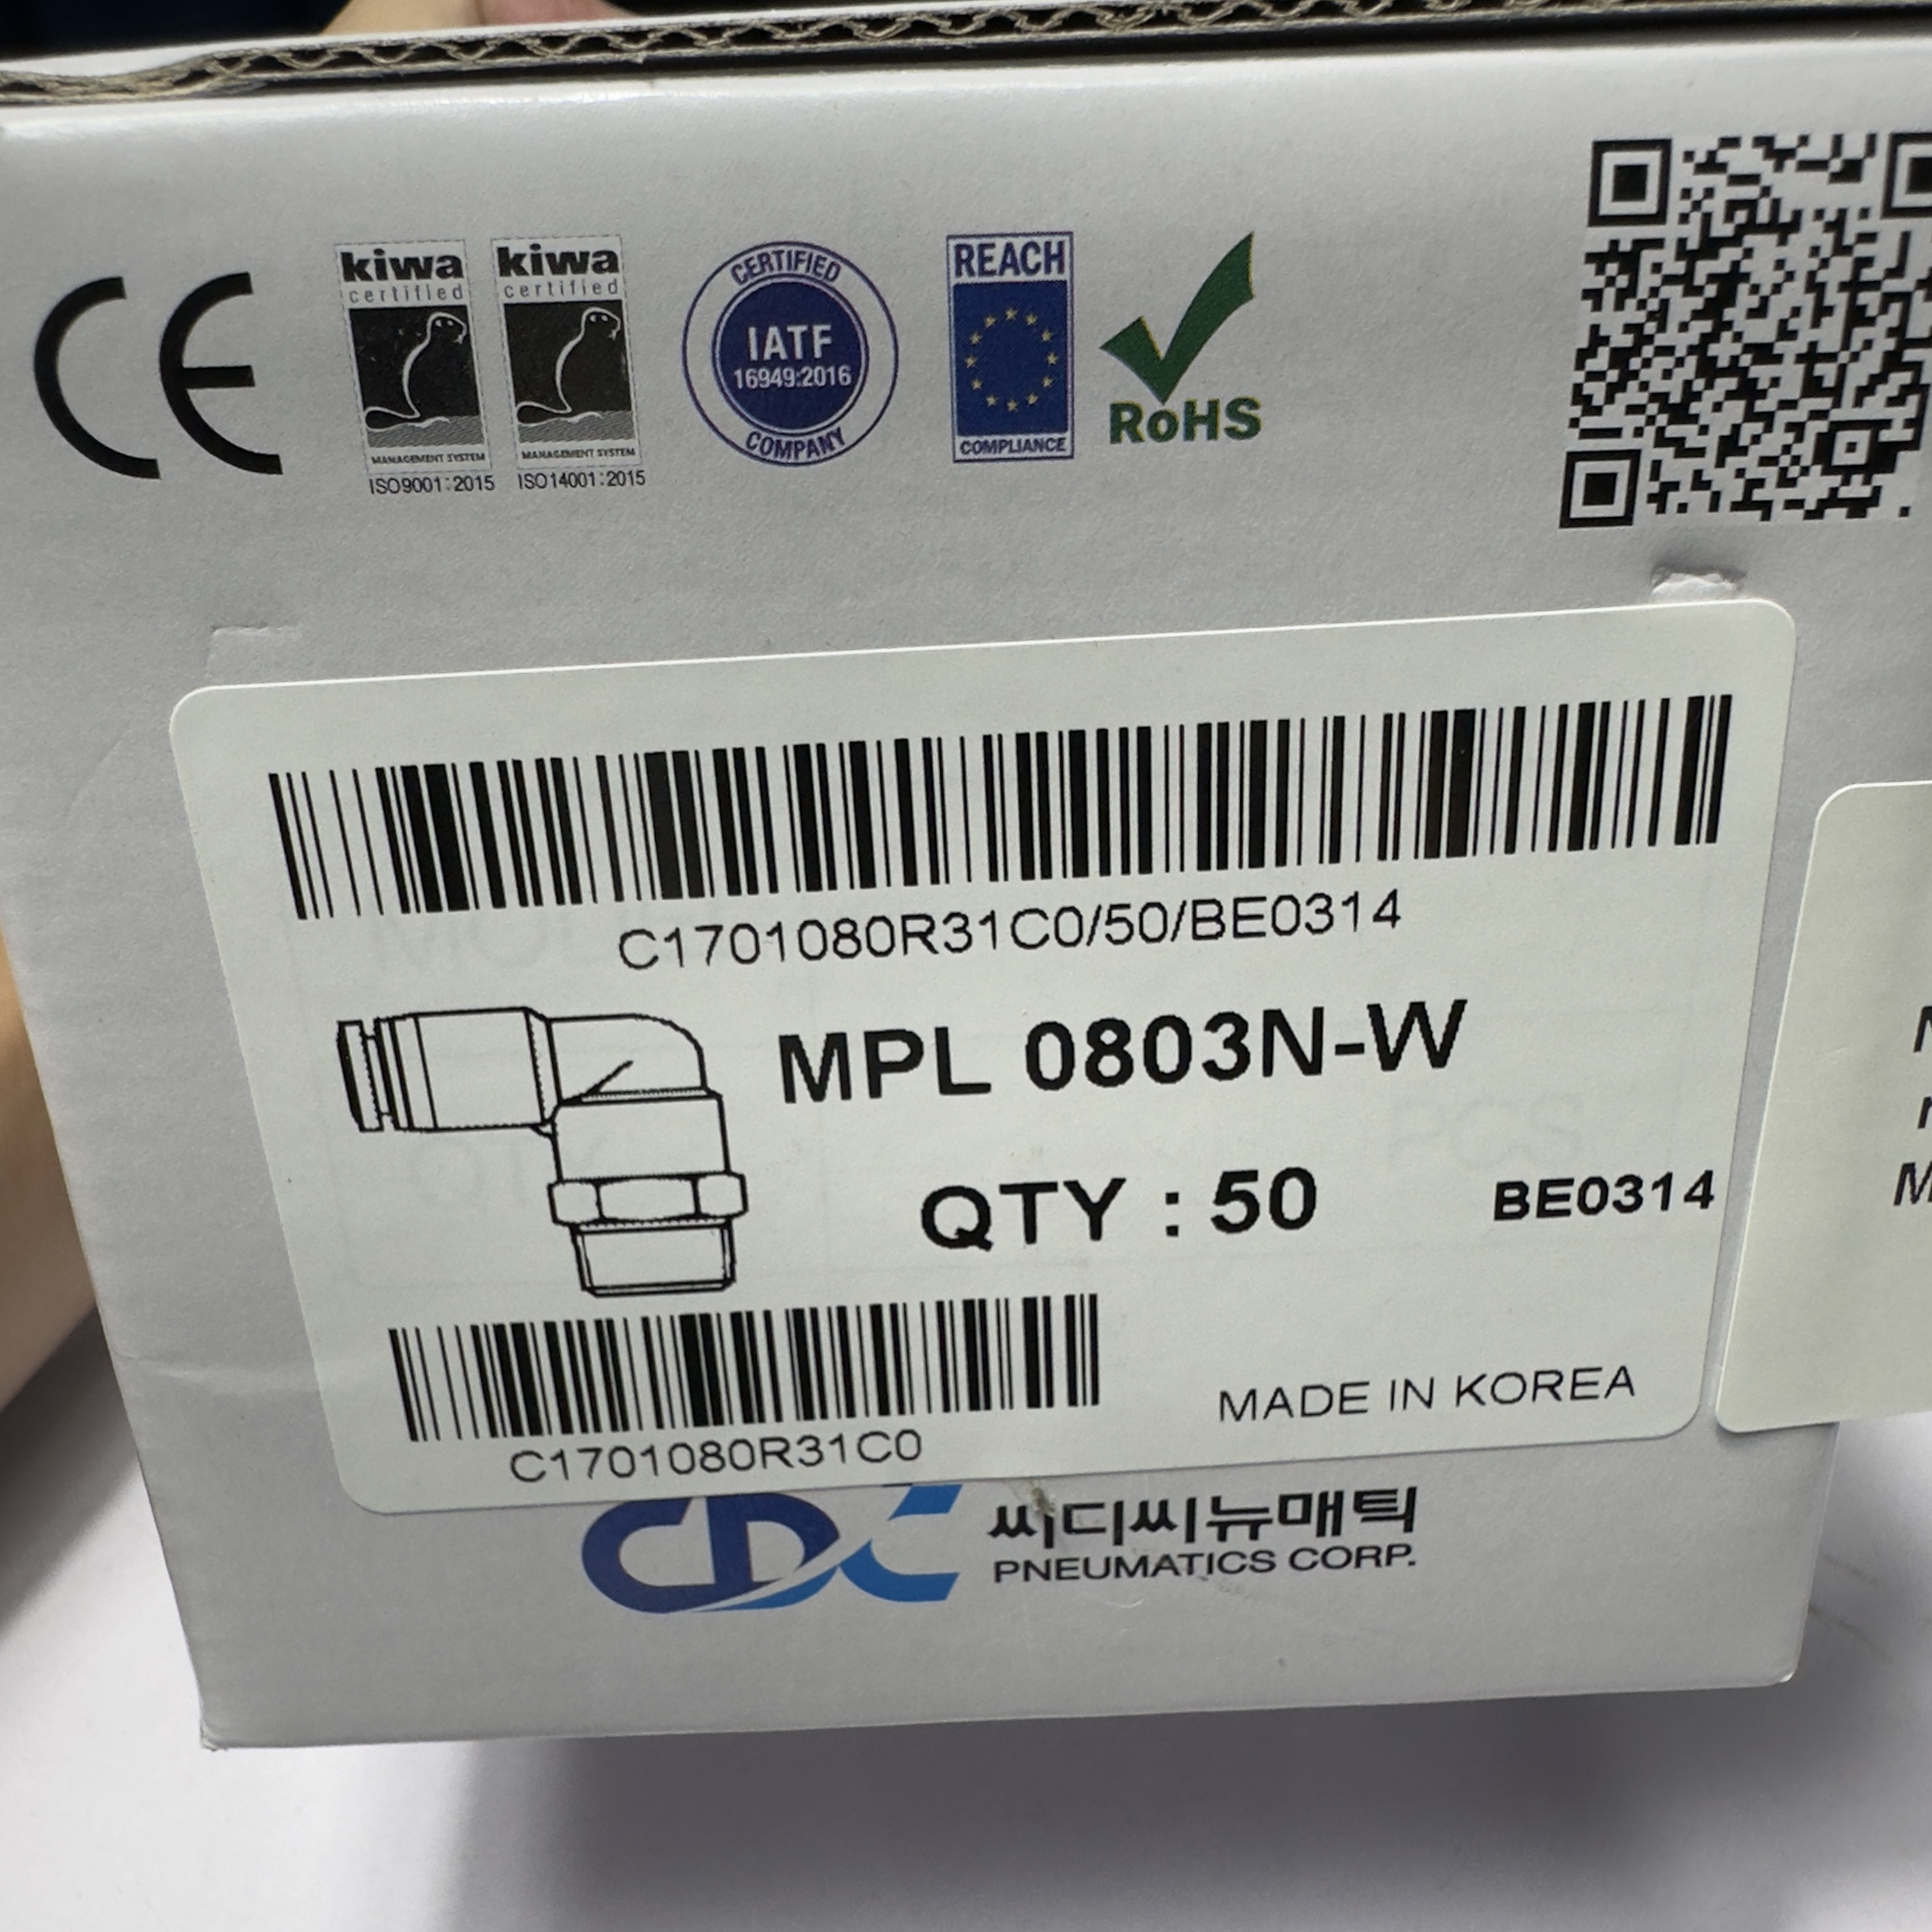 CE
kiwa
certified
MANAGEMENT SYSTEM
ISO9001:2015
kiwa
certified
MANAGEMENT SYSTEM
ISO14001:2015
CERTIFIED
IATF
16949:2016
COMPANY
REACH
COMPLIANCE
RoHS
C1701080R31C0/50/BE0314
MPL 0803N-W
QTY : 50
BE0314
C1701080R31C0
MADE IN KOREA
CDC
씨디씨뉴매틱
PNEUMATICS CORP.